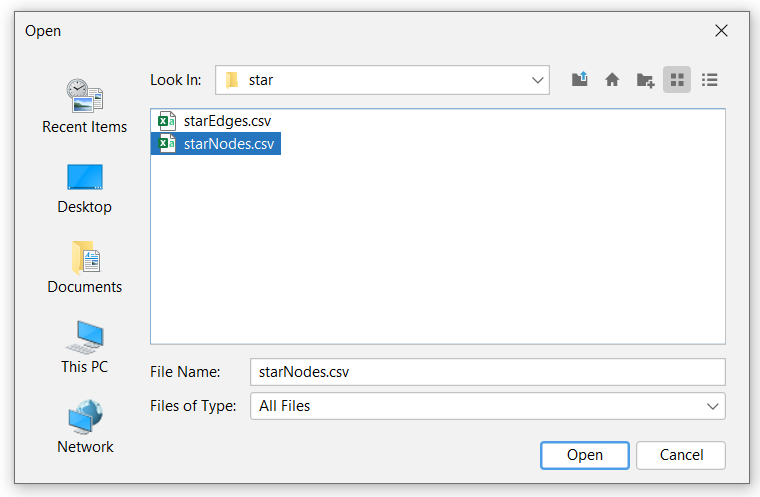 Open
Look In: star
Recent Items
Desktop
Documents
This PC
Network
starEdges.csv
starNodes.csv
File Name: starNodes.csv
Files of Type: All Files
Open Cancel